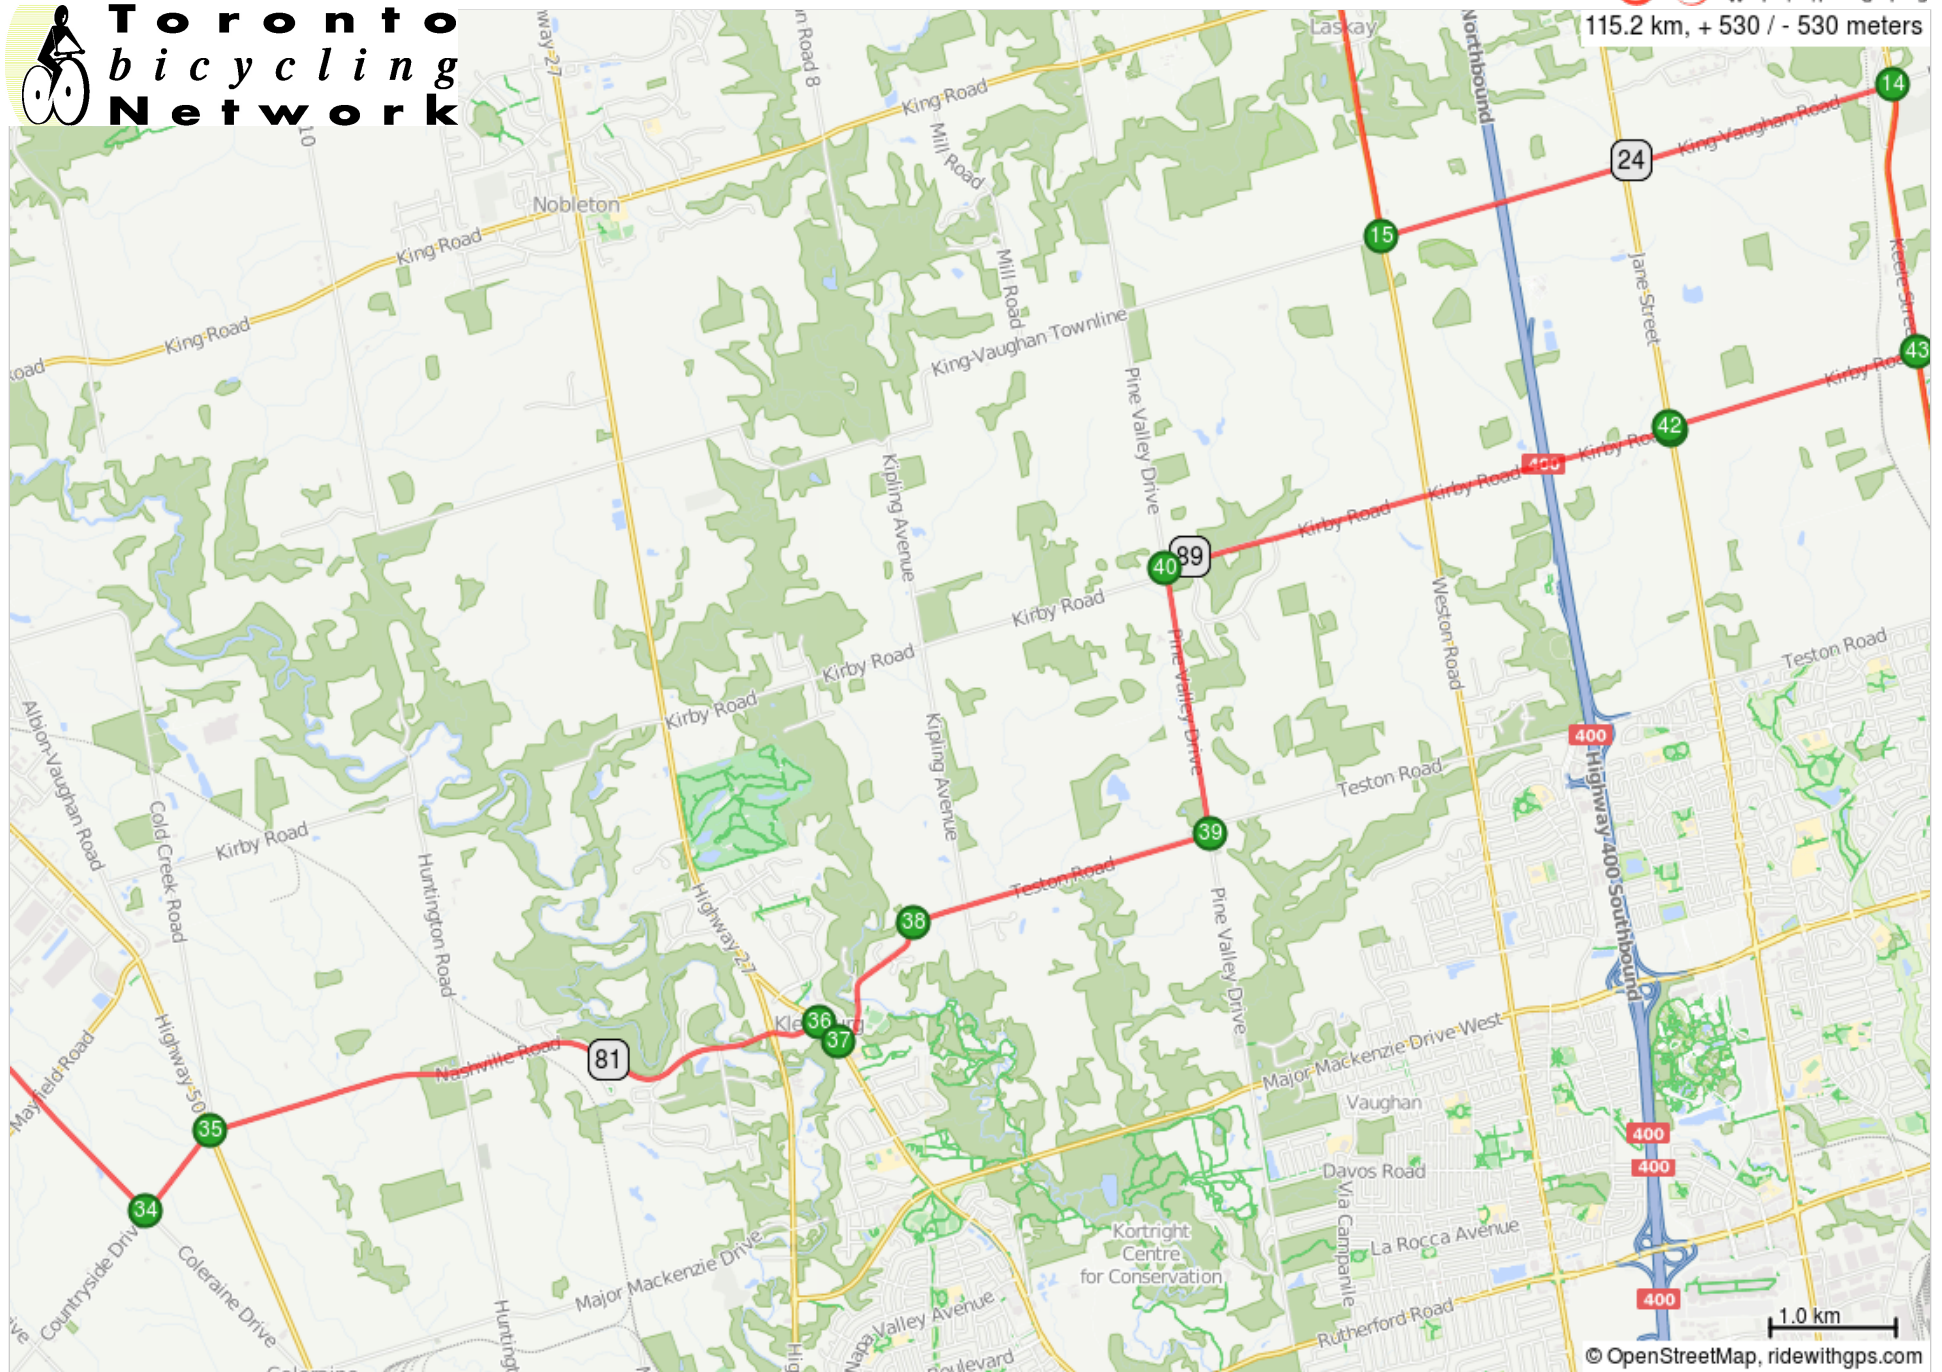 Toronto
bicycling
Network
115.2 km, + 530 / - 530 meters
Laskay
Northbound
14
King Road
10
Mill Road
King-Vaughan Road
24
Nobleton
15
King Road
Keele Street
Mill Road
Jane Street
King Road
King-Vaughan Townline
43
Kirby Road
Pine Valley Drive
42
Kirby Road
400
Kirby Road
Kipling Avenue
Kirby Road
89
40
Kirby Road
Weston Road
Teston Road
Kirby Road
Pine Valley Drive
Kirby Road
Albion-Vaughan Road
400
Highway 400 Southbound
Kipling Avenue
Teston Road
Cold Creek Road
39
Kirby Road
Huntington Road
Teston Road
Highway 27
38
Pine Valley Drive
36
37
Major Mackenzie Drive West
Highway 50
Nashville Road
81
Mayfield Road
Vaughan
35
400
400
Davos Road
Via Campanile
34
Kortright
Centre
for Conservation
La Rocca Avenue
Countryside Drive
Coleraine Drive
Major Mackenzie Drive
400
Napa Valley Avenue
Rutherford Road
1.0 km
© OpenStreetMap, ridewithgps.com